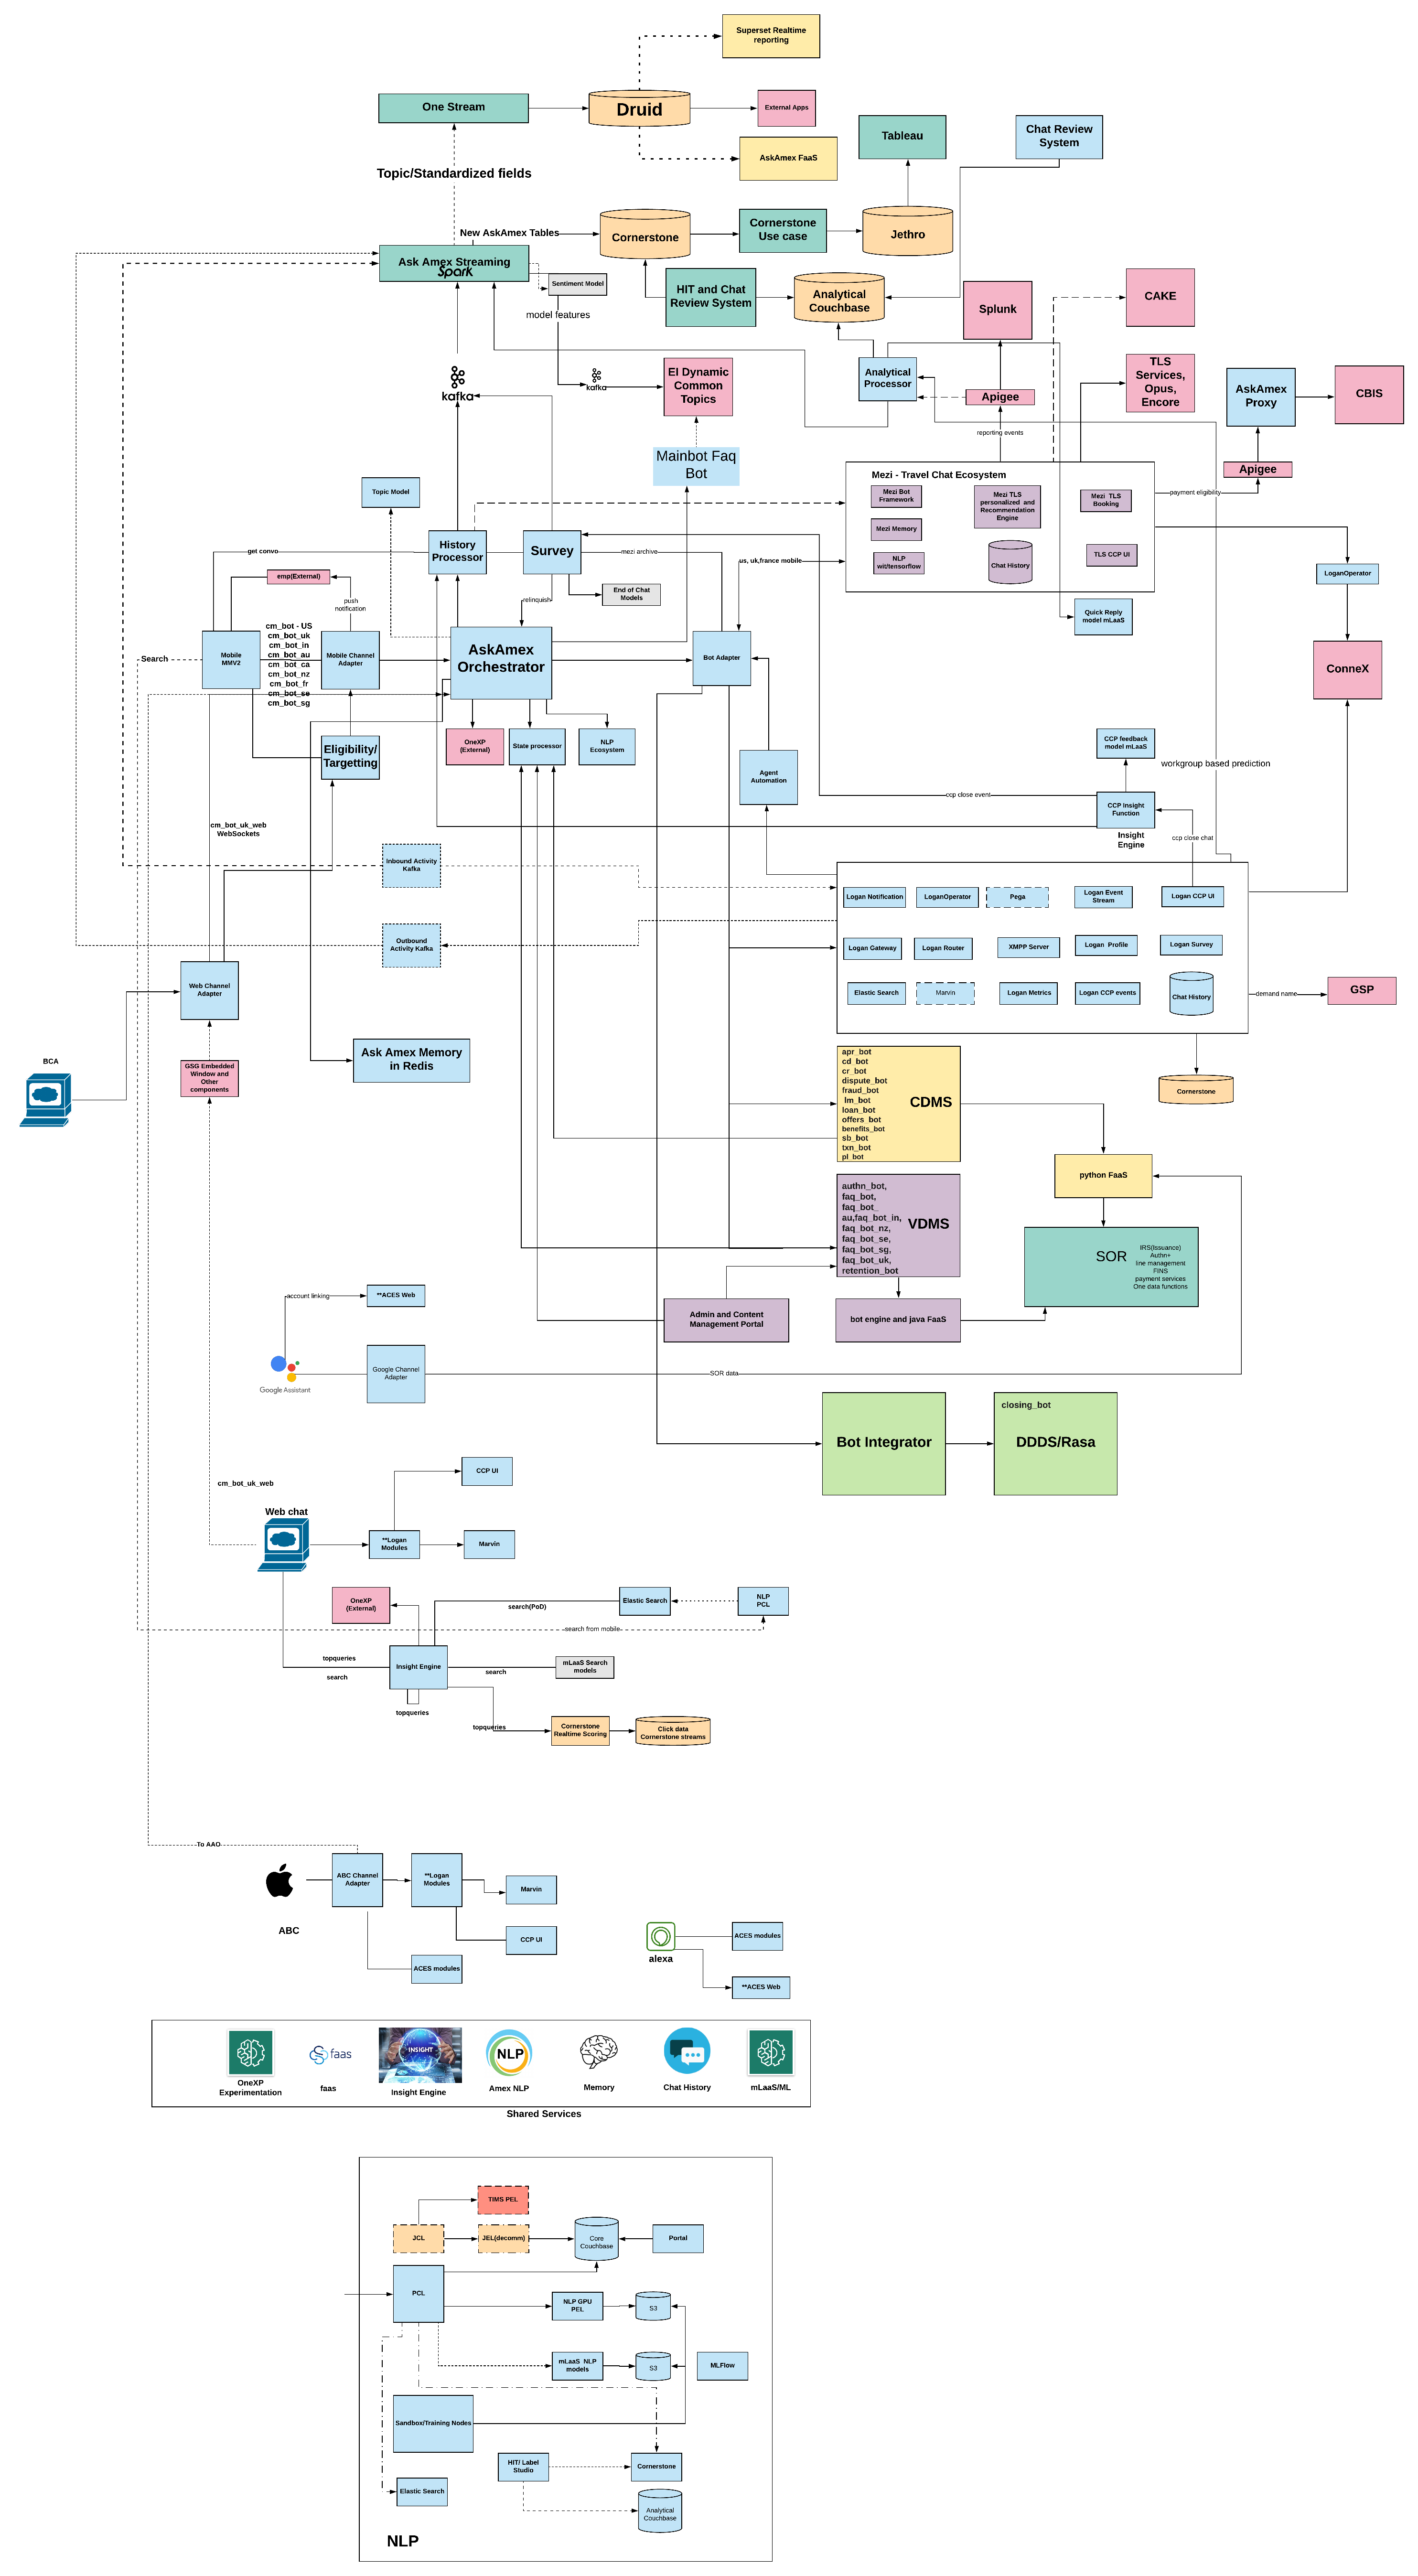 Superset Realtime
reporting
One Stream
Druid
External Apps
AskAmex FaaS
Tableau
Chat Review
System
Topic/Standardized fields
New AskAmex Tables
Cornerstone
Cornerstone
Use case
Jethro
Ask Amex Streaming
Spark
Sentiment Model
model features
HIT and Chat
Review System
Analytical
Couchbase
Splunk
CAKE
kafka
kafka
EI Dynamic
Common
Topics
Analytical
Processor
Apigee
reporting events
TLS
Services,
Opus,
Encore
AskAmex
Proxy
CBIS
Apigee
Mainbot Faq
Bot
Mezi - Travel Chat Ecosystem
Mezi Bot
Framework
Mezi TLS
personalized and
Recommendation
Engine
Mezi TLS
Booking
Mezi Memory
NLP
wit/tensorflow
Chat History
TLS CCP UI
payment eligibility
Topic Model
History
Processor
Survey
get convo
mezi archive
us, uk,france mobile
emp(External)
push
notification
relinquish
End of Chat
Models
LoganOperator
Quick Reply
model mLaaS
Mobile
MMV2
cm_bot - US
cm_bot_uk
cm_bot_in
cm_bot_au
cm_bot_ca
cm_bot_nz
cm_bot_fr
cm_bot_se
cm_bot_sg
Mobile Channel
Adapter
AskAmex
Orchestrator
Bot Adapter
Search
ConneX
Eligibility/
Targetting
OneXP
(External)
State processor
NLP
Ecosystem
Agent
Automation
CCP feedback
model mLaaS
workgroup based prediction
ccp close event
CCP Insight
Function
Insight
Engine
ccp close chat
cm_bot_uk_web
WebSockets
Inbound Activity
Kafka
Outbound
Activity Kafka
Logan Notification
LoganOperator
Pega
Logan Event
Stream
Logan CCP UI
Logan Gateway
Logan Router
XMPP Server
Logan Profile
Logan Survey
Elastic Search
Marvin
Logan Metrics
Logan CCP events
Chat History
demand name
GSP
Web Channel
Adapter
BCA
GSG Embedded
Window and
Other
components
Ask Amex Memory
in Redis
Cornerstone
apr_bot
cd_bot
cr_bot
dispute_bot
fraud_bot
lm_bot
loan_bot
offers_bot
benefits_bot
sb_bot
txn_bot
pl_bot
CDMS
python FaaS
authn_bot,
faq_bot,
faq_bot_
au,faq_bot_in,
faq_bot_nz,
faq_bot_se,
faq_bot_sg,
faq_bot_uk,
retention_bot
VDMS
SOR
IRS(Issuance)
Authn+
line management
FINS
payment services
One data functions
account linking
**ACES Web
Admin and Content
Management Portal
bot engine and java FaaS
Google Assistant
Google Channel
Adapter
SOR data
Bot Integrator
closing_bot
DDDS/Rasa
cm_bot_uk_web
CCP UI
Web chat
**Logan
Modules
Marvin
OneXP
(External)
search(PoD)
Elastic Search
NLP
PCL
search from mobile
topqueries
search
Insight Engine
search
mLaaS Search
models
topqueries
topqueries
Cornerstone
Realtime Scoring
Click data
Cornerstone streams
To AAO
ABC Channel
Adapter
**Logan
Modules
Marvin
ABC
CCP UI
ACES modules
alexa
ACES modules
**ACES Web
faas
INSIGHT
NLP
OneXP
Experimentation
faas
Insight Engine
Amex NLP
Memory
Chat History
mLaaS/ML
Shared Services
TIMS PEL
JCL
JEL(decomm)
Core
Couchbase
Portal
PCL
NLP GPU
PEL
S3
mLaaS NLP
models
S3
MLFlow
Sandbox/Training Nodes
HIT/ Label
Studio
Cornerstone
Elastic Search
Analytical
Couchbase
NLP